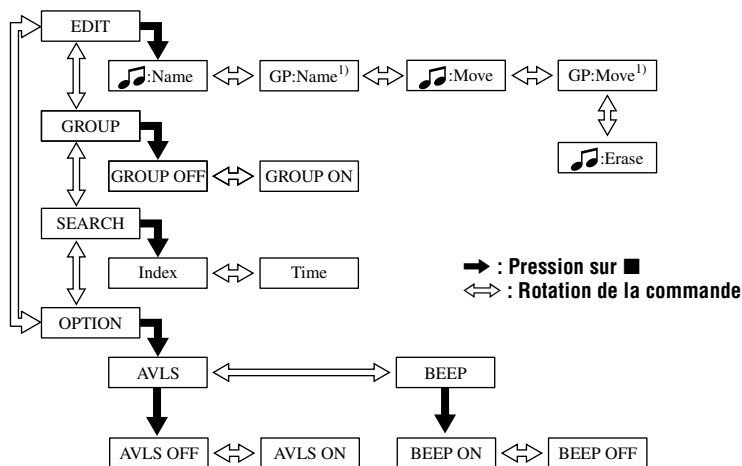 EDIT
♫:Name
GP:Name1)
♫:Move
GP:Move1)
GROUP
♫:Erase
GROUP OFF
GROUP ON
SEARCH
Index
Time
: Pression sur ■
: Rotation de la commande
OPTION
AVLS
BEEP
AVLS OFF
AVLS ON
BEEP ON
BEEP OFF